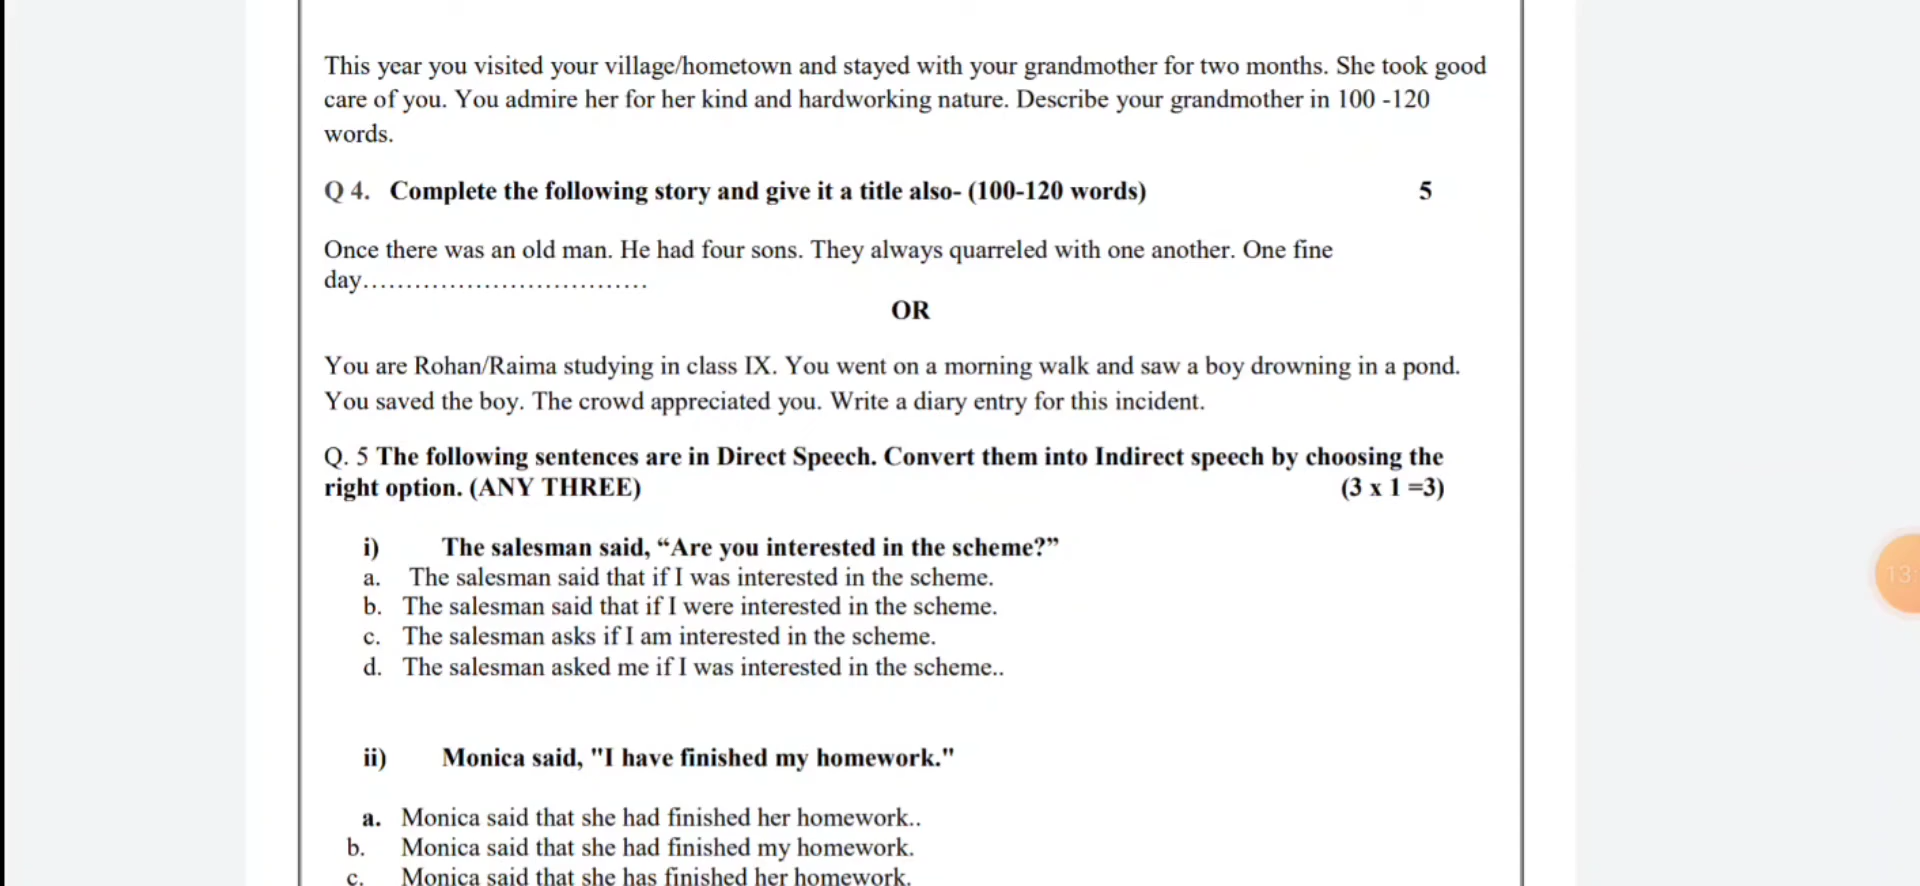 This year you visited your village/hometown and stayed with your grandmother for two months. She took good
care of you. You admire her for her kind and hardworking nature. Describe your grandmother in 100 -120
words.
Q 4. Complete the following story and give it a title also- (100-120 words) 5
Once there was an old man. He had four sons. They always quarreled with one another. One fine
day.................................
OR
You are Rohan/Raima studying in class IX. You went on a morning walk and saw a boy drowning in a pond.
You saved the boy. The crowd appreciated you. Write a diary entry for this incident.
Q. 5 The following sentences are in Direct Speech. Convert them into Indirect speech by choosing the
right option. (ANY THREE) (3 x 1 =3)
i) The salesman said, “Are you interested in the scheme?”
a. The salesman said that if I was interested in the scheme.
b. The salesman said that if I were interested in the scheme.
c. The salesman asks if I am interested in the scheme.
d. The salesman asked me if I was interested in the scheme..
ii) Monica said, "I have finished my homework."
a. Monica said that she had finished her homework..
b. Monica said that she had finished my homework.
c. Monica said that she has finished her homework.